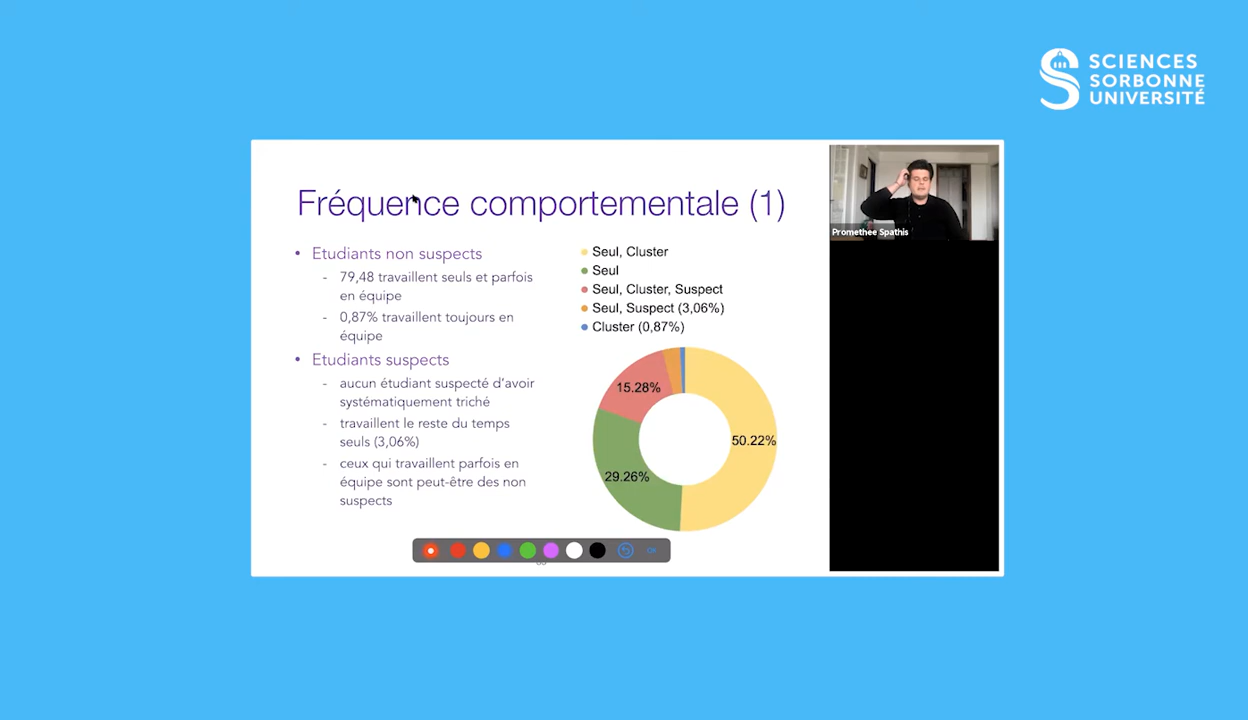 SCIENCES
SORBONNE
UNIVERSITÉ
Fréquence comportementale (1)
• Etudiants non suspects
- 79,48 travaillent seuls et parfois
en équipe
- 0,87% travaillent toujours en
équipe
• Etudiants suspects
- aucun étudiant suspecté d'avoir
systématiquement triché
- travaillent le reste du temps
seuls (3,06%)
- ceux qui travaillent parfois en
équipe sont peut-être des non
suspects
Seul, Cluster
Seul
Seul, Cluster, Suspect
Seul, Suspect (3,06%)
Cluster (0,87%)
15.28%
50.22%
29.26%
Promethee Spathis